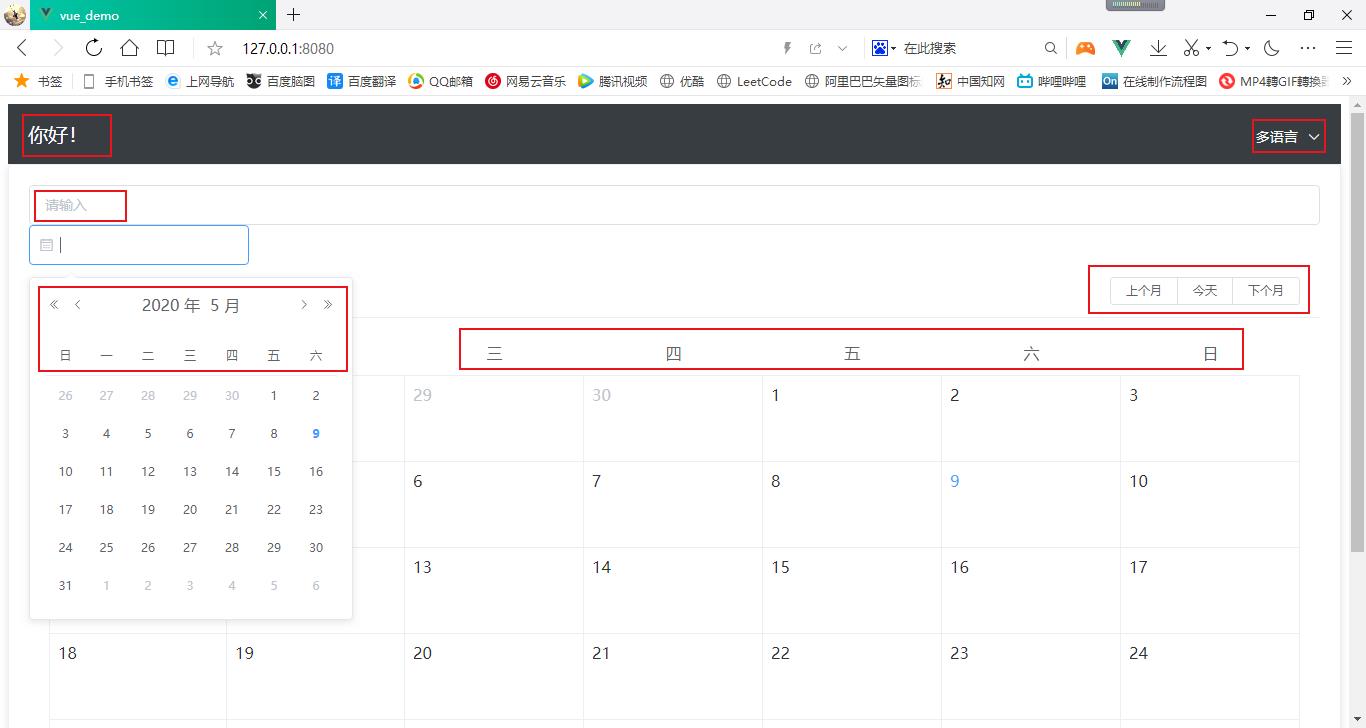 vue_demo
127.0.0.1:8080 在此搜索
书签 手机书签 上网导航 百度脑图 译 百度翻译 QQ邮箱 网易云音乐 腾讯视频 优酷 LeetCode 阿里巴巴矢量图标 知 中国知网 哔哩哔哩 On 在线制作流程图 MP4轉GIF轉換
你好! 多语言
请输入
上个月 今天 下个月
2020 年 5 月
日 一 二 三 四 五 六
三 四 五 六 日
26 27 28 29 30 1 2
3 4 5 6 7 8 9
10 11 12 13 14 15 16
17 18 19 20 21 22 23
24 25 26 27 28 29 30
31 1 2 3 4 5 6
29 30 1 2 3
6 7 8 9 10
13 14 15 16 17
18 19 20 21 22 23 24